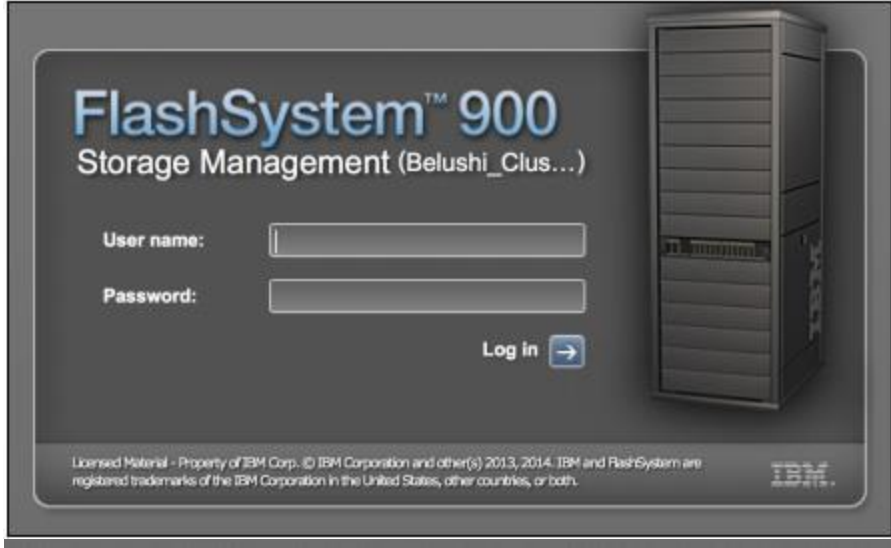 FlashSystem™ 900
Storage Management (Belushi_Clus...)
User name:
Password:
Log in
Licensed Material - Property of IBM Corp. © IBM Corporation and other(s) 2013, 2014. IBM and FlashSystem are
registered trademarks of the IBM Corporation in the United States, other countries, or both.
IBM.
IBM